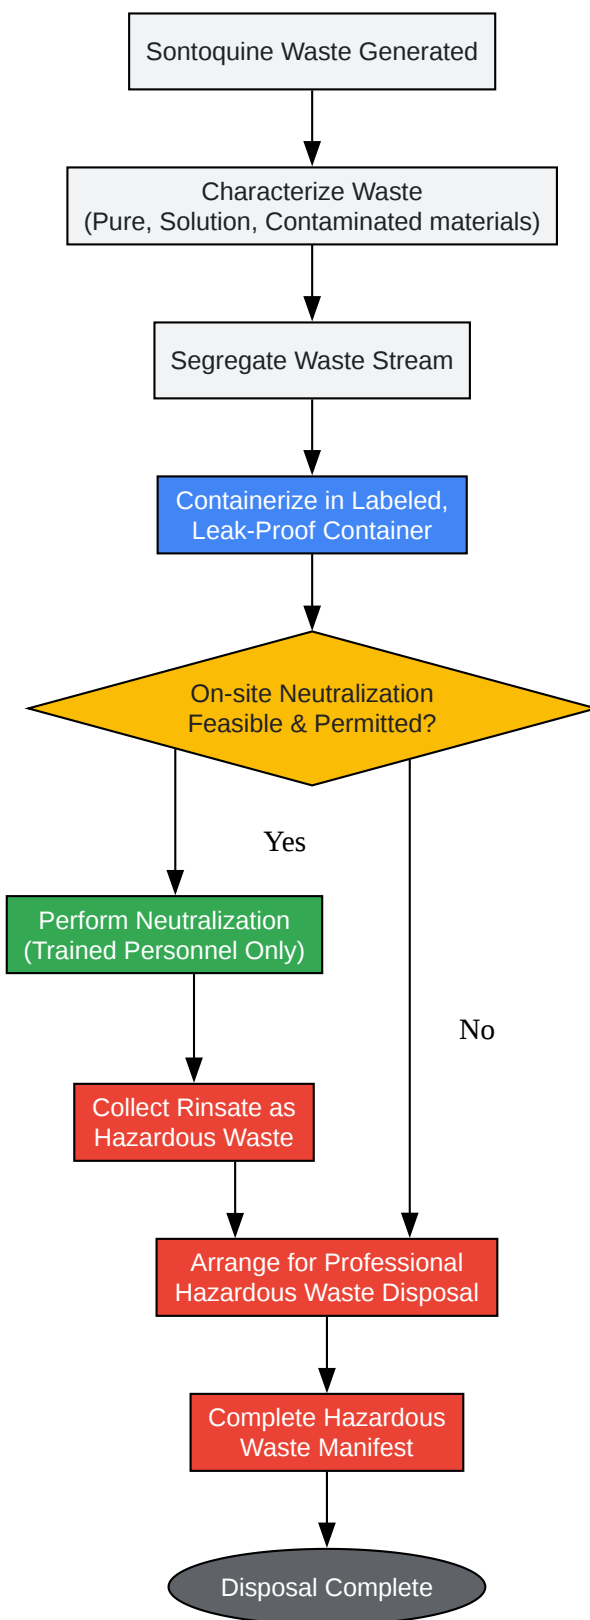 Sontoquine Waste Generated
Characterize Waste
(Pure, Solution, Contaminated materials)
Segregate Waste Stream
Containerize in Labeled,
Leak-Proof Container
On-site Neutralization
Feasible & Permitted?
Yes
Perform Neutralization
(Trained Personnel Only)
No
Collect Rinsate as
Hazardous Waste
Arrange for Professional
Hazardous Waste Disposal
Complete Hazardous
Waste Manifest
Disposal Complete